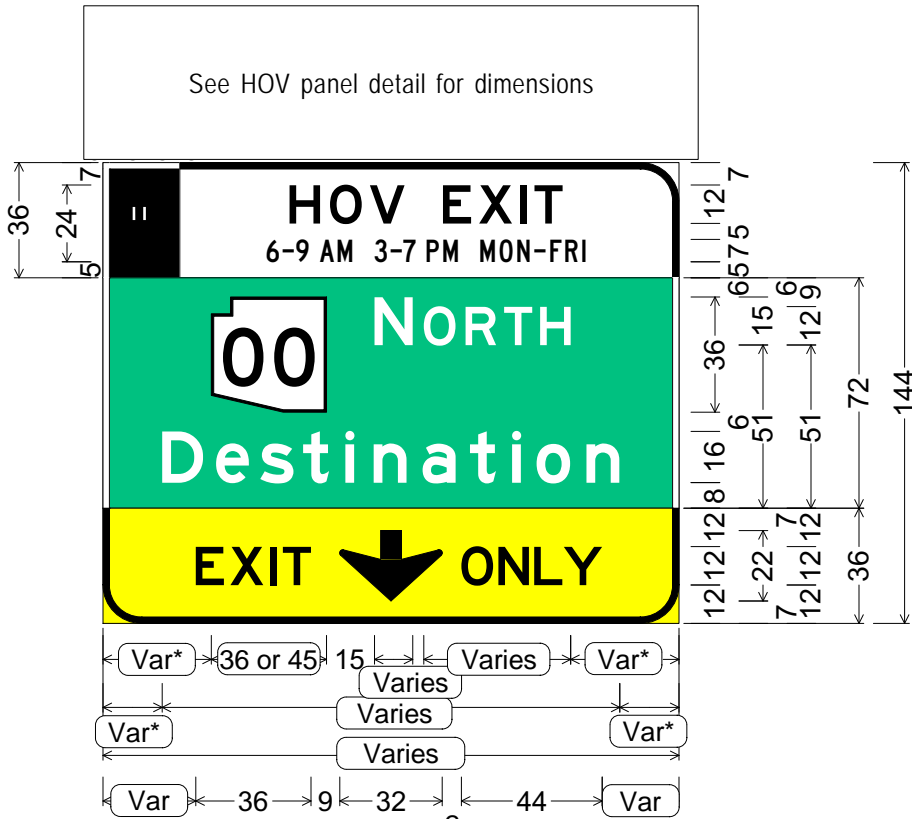 See HOV panel detail for dimensions
36
24
7
5
HOV EXIT
6-9 AM 3-7 PM MON-FRI
7
12
5
7
5
00
NORTH
Destination
6
36
6
16
8
6
15
51
6
9
12
51
72
144
EXIT ONLY
12
12
12
7
22
7
12
12
12
36
Var* 36 or 45 15 Varies Var*
Varies
Varies
Var* Var*
Varies
Var 36 9 32 44 Var